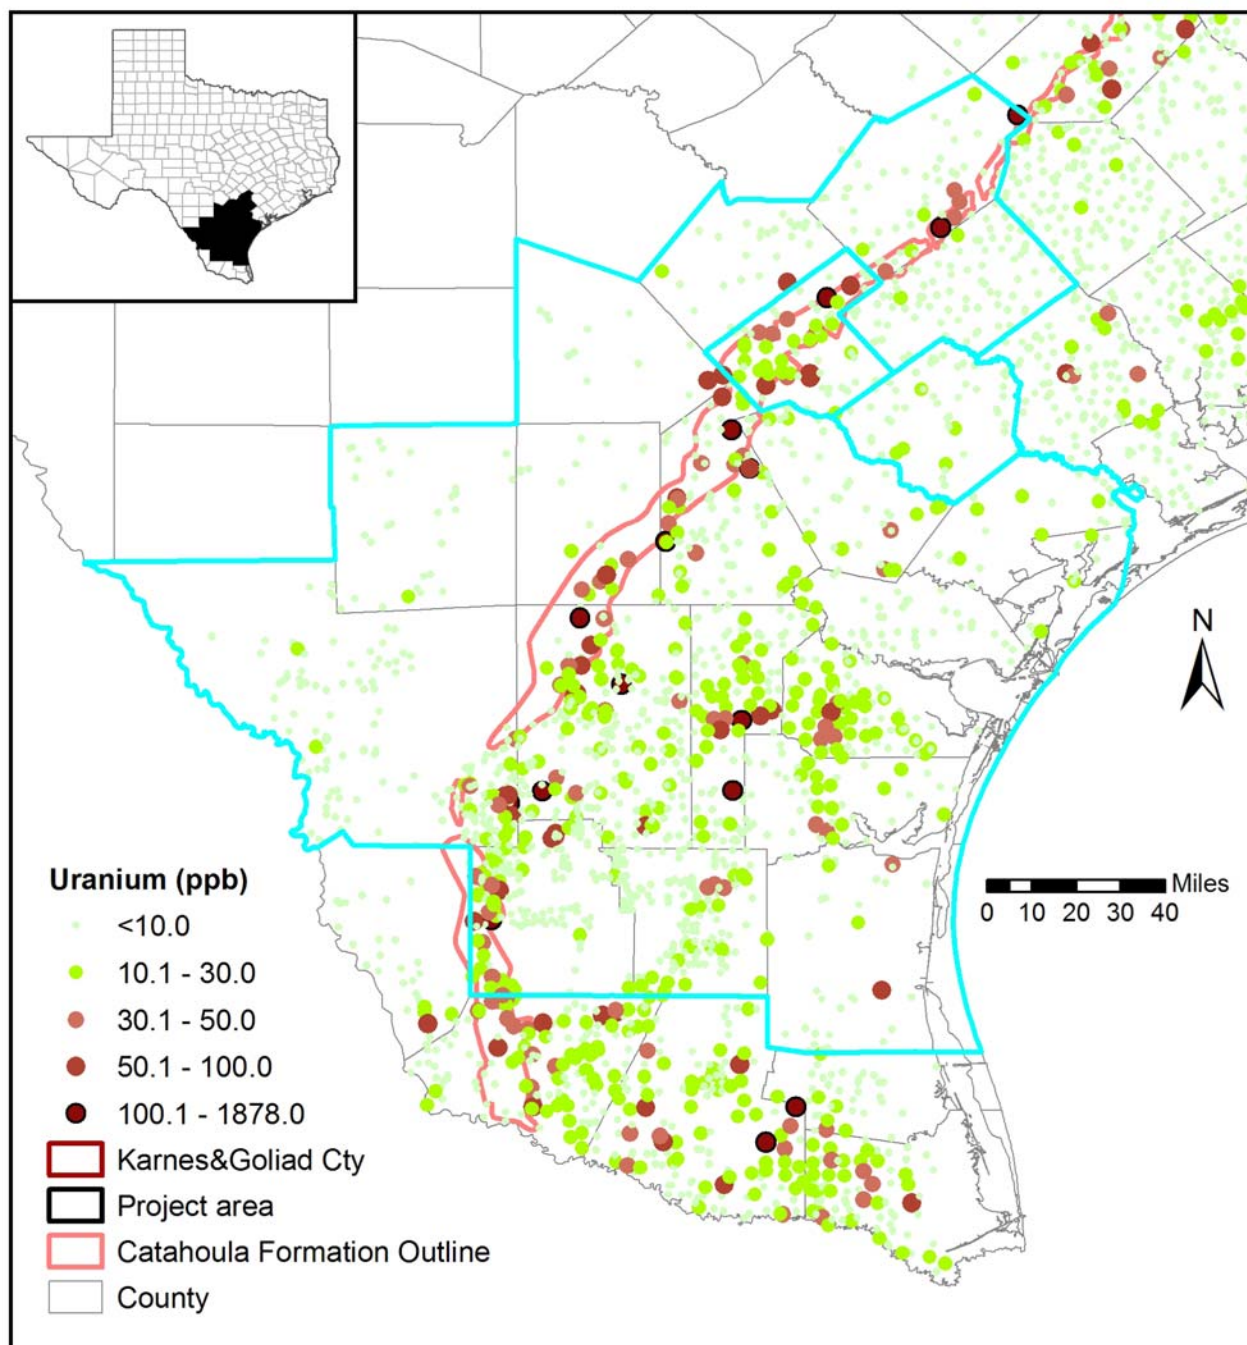 N
Miles
0 10 20 30 40
Uranium (ppb)
<10.0
10.1 - 30.0
30.1 - 50.0
50.1 - 100.0
100.1 - 1878.0
Karnes&Goliad Cty
Project area
Catahoula Formation Outline
County